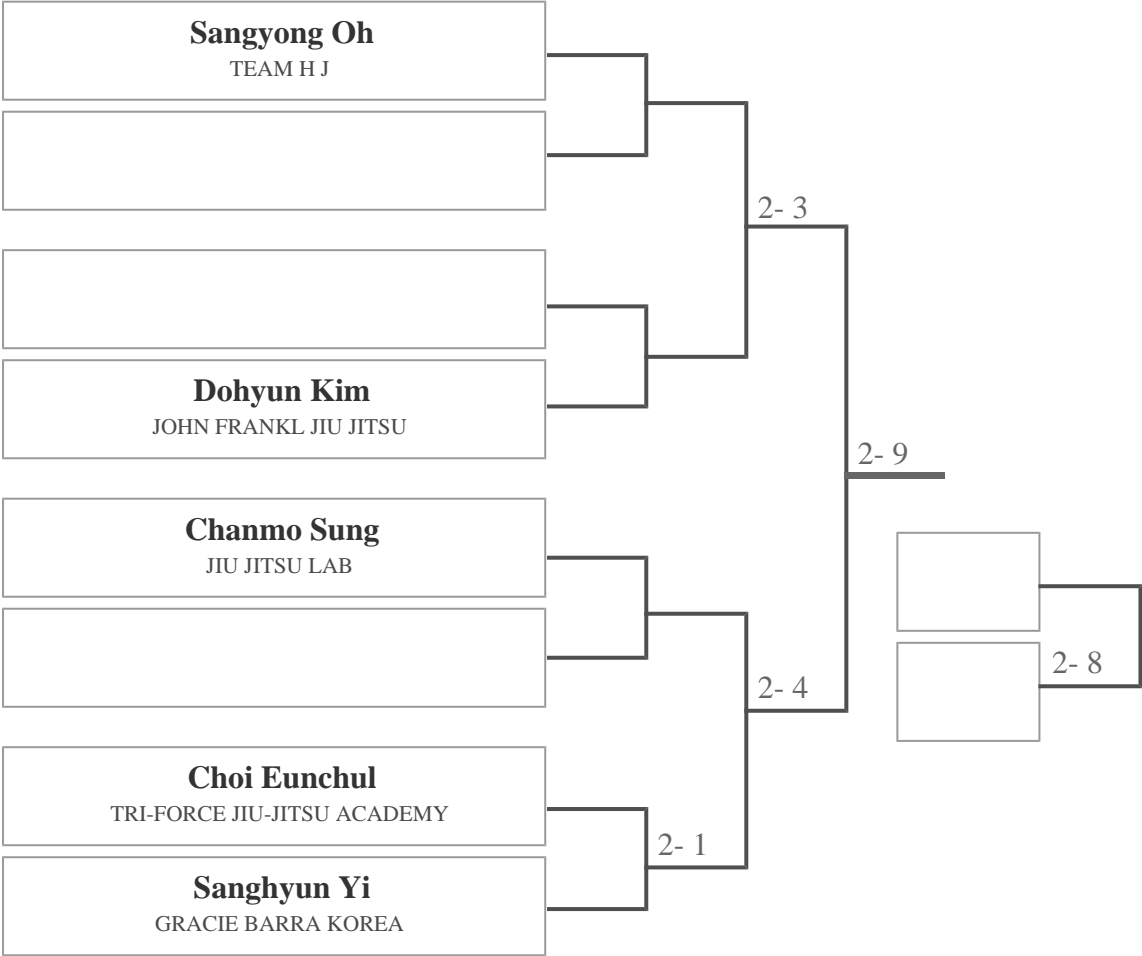 Sangyong Oh
TEAM H J
2- 3
Dohyun Kim
JOHN FRANKL JIU JITSU
2- 9
Chanmo Sung
JIU JITSU LAB
2- 8
2- 4
Choi Eunchul
TRI-FORCE JIU-JITSU ACADEMY
2- 1
Sanghyun Yi
GRACIE BARRA KOREA